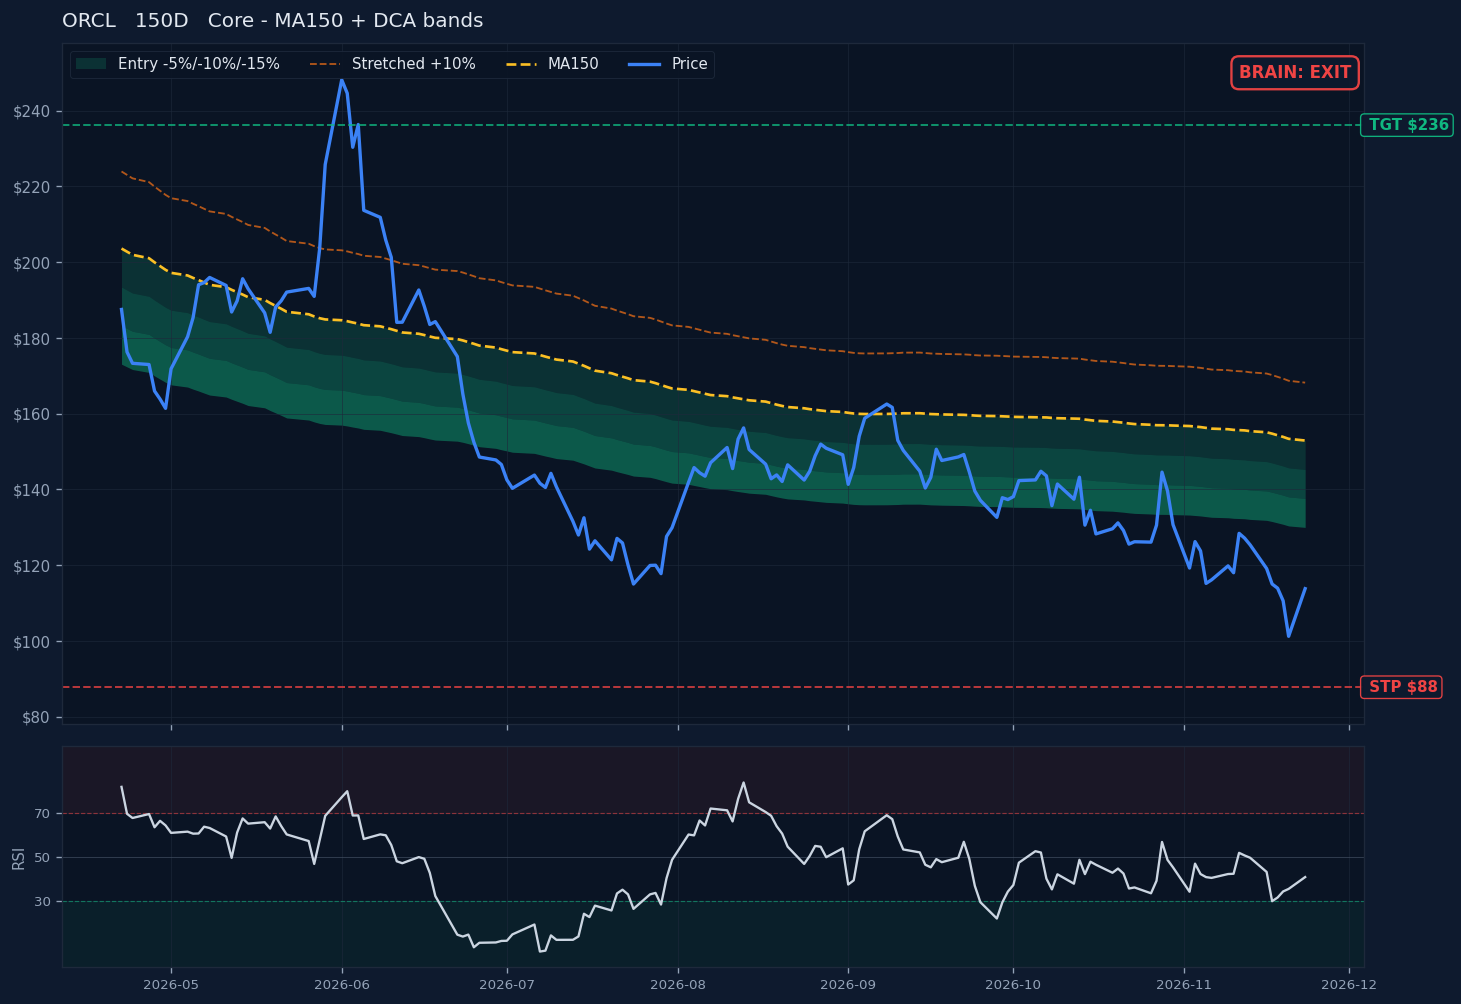 ORCL   150D   Core - MA150 + DCA bands
Entry -5%/-10%/-15%
Stretched +10%
MA150
Price
BRAIN: EXIT
$240
$220
$200
$180
$160
$140
$120
$100
$80
TGT $236
STP $88
RSI
70
50
30
2026-05
2026-06
2026-07
2026-08
2026-09
2026-10
2026-11
2026-12